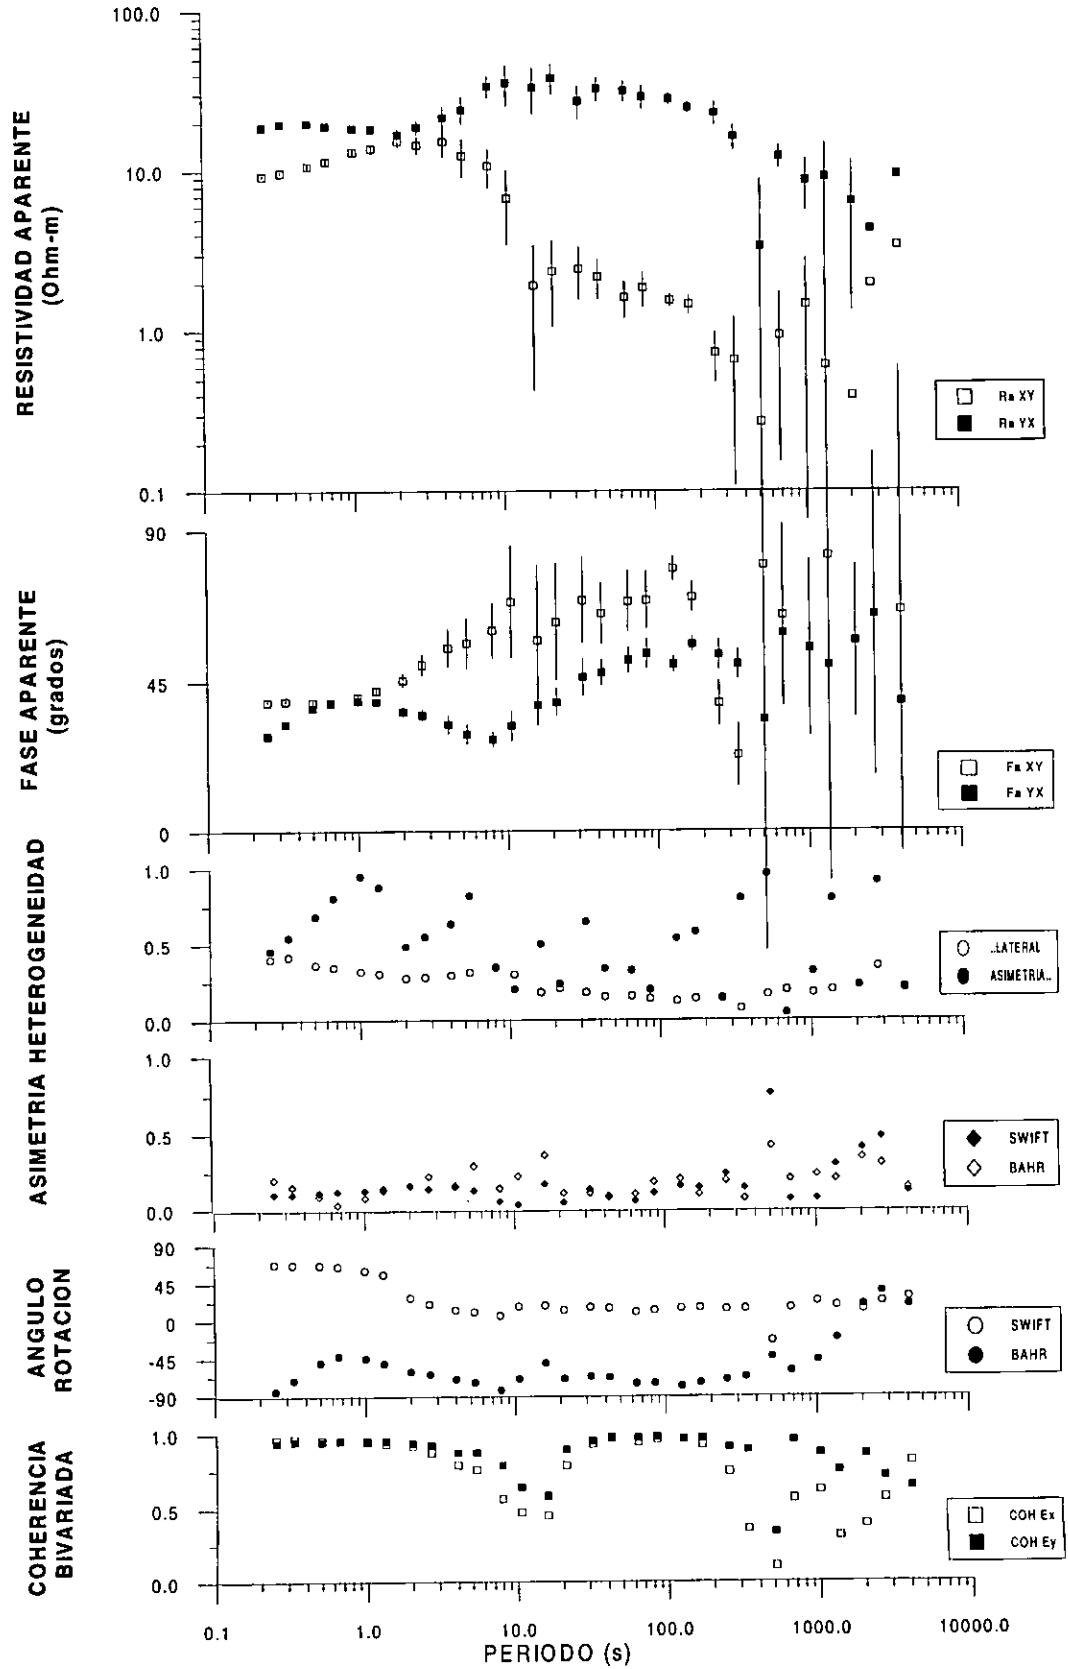 RESISTIVIDAD APARENTE
(Ohm-m)
100.0
10.0
1.0
0.1
Ra XY
Ra YX
FASE APARENTE
(grados)
90
45
0
Fa XY
Fa YX
ASIMETRIA HETEROGENEIDAD
1.0
0.5
0.0
..LATERAL
ASIMETRIA..
1.0
0.5
0.0
SWIFT
BAHR
ANGULO
ROTACION
90
45
0
-45
-90
SWIFT
BAHR
COHERENCIA
BIVARIADA
1.0
0.5
0.0
COH Ex
COH Ey
0.1
1.0
10.0
100.0
1000.0
10000.0
PERIODO (s)